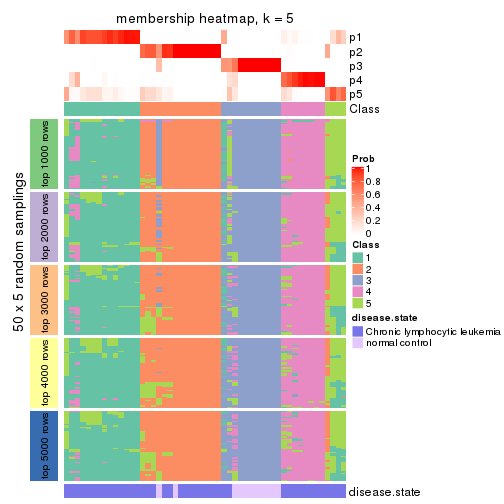 membership heatmap, k = 5
p1
p2
p3
p4
p5
Class
50 x 5 random samplings
top 1000 rows
top 2000 rows
top 3000 rows
top 4000 rows
top 5000 rows
disease.state
Prob
1
0.8
0.6
0.4
0.2
0
Class
1
2
3
4
5
disease.state
Chronic lymphocytic leukemia
normal control